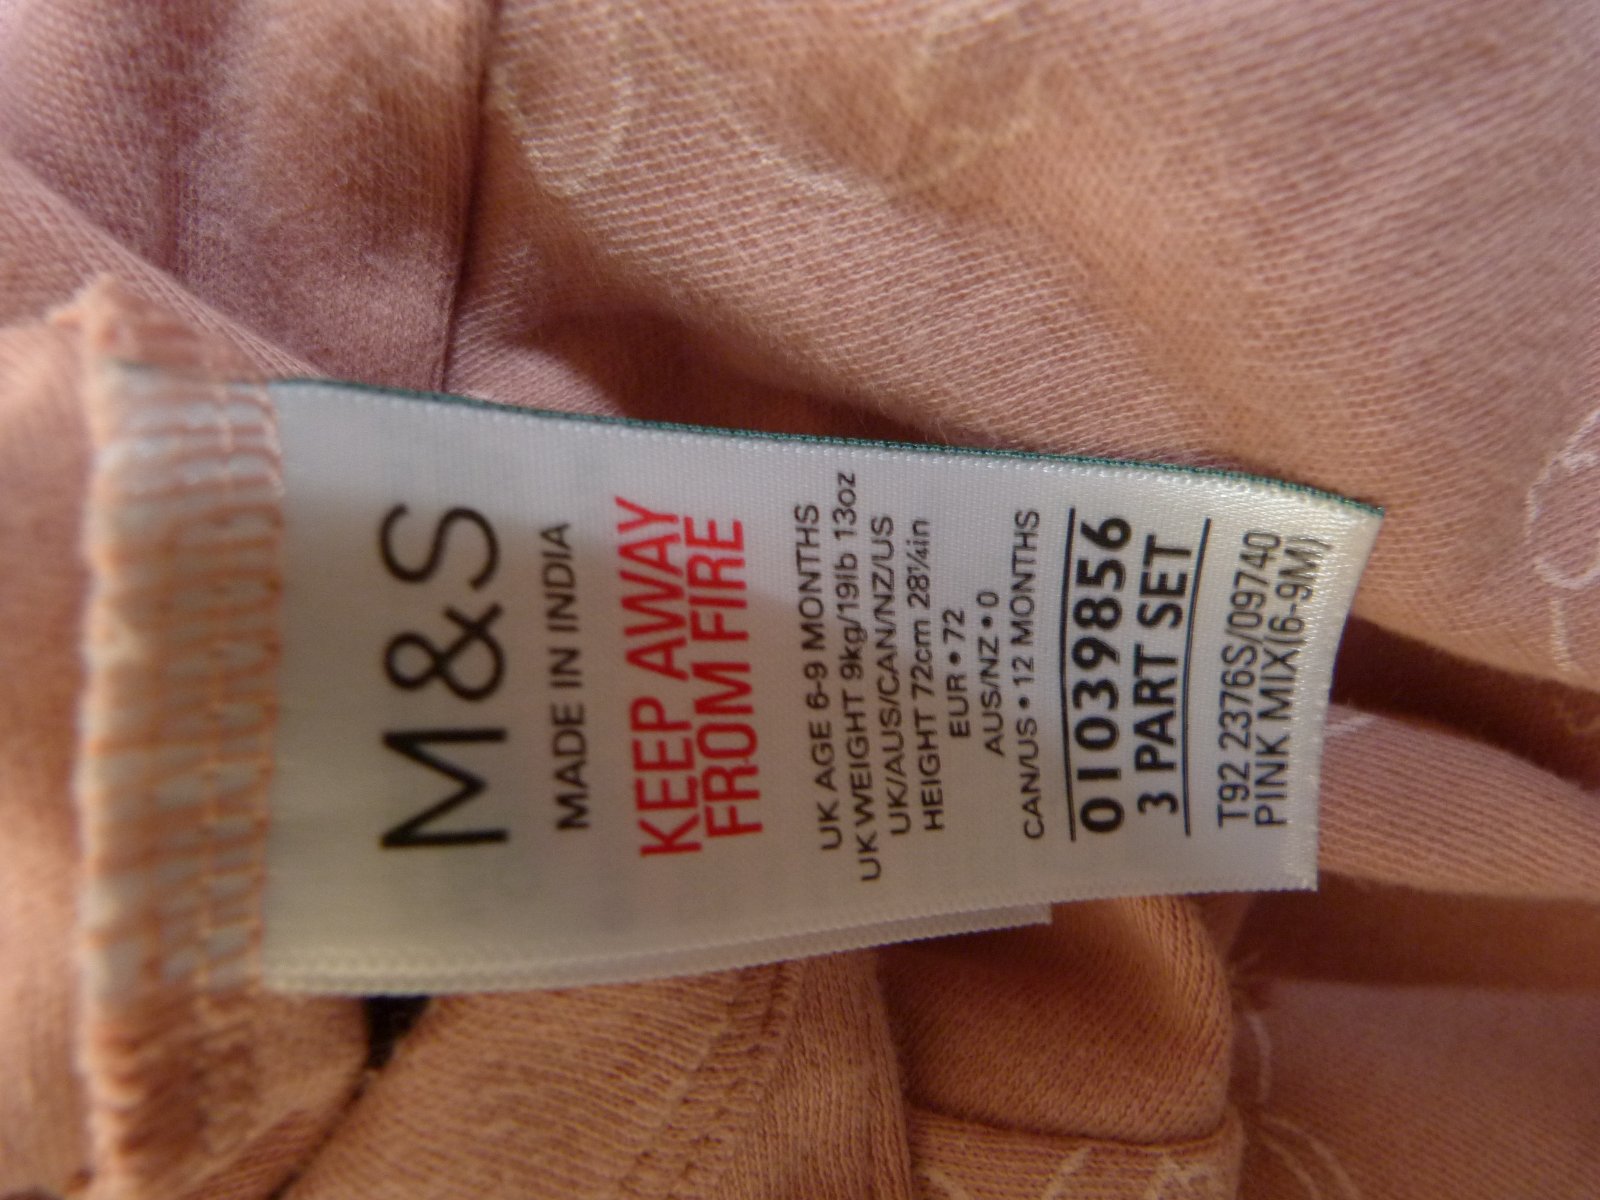 M&S
MADE IN INDIA
KEEP AWAY
FROM FIRE
UK AGE 6-9 MONTHS
UK WEIGHT 9kg/19lb 13oz
UK/AUS/CAN/NZ/US
HEIGHT 72cm 28¼in
EUR • 72
AUS/NZ • 0
CAN/US • 12 MONTHS
01039856
3 PART SET
T92 2376S/09740
PINK MIX(6-9M)